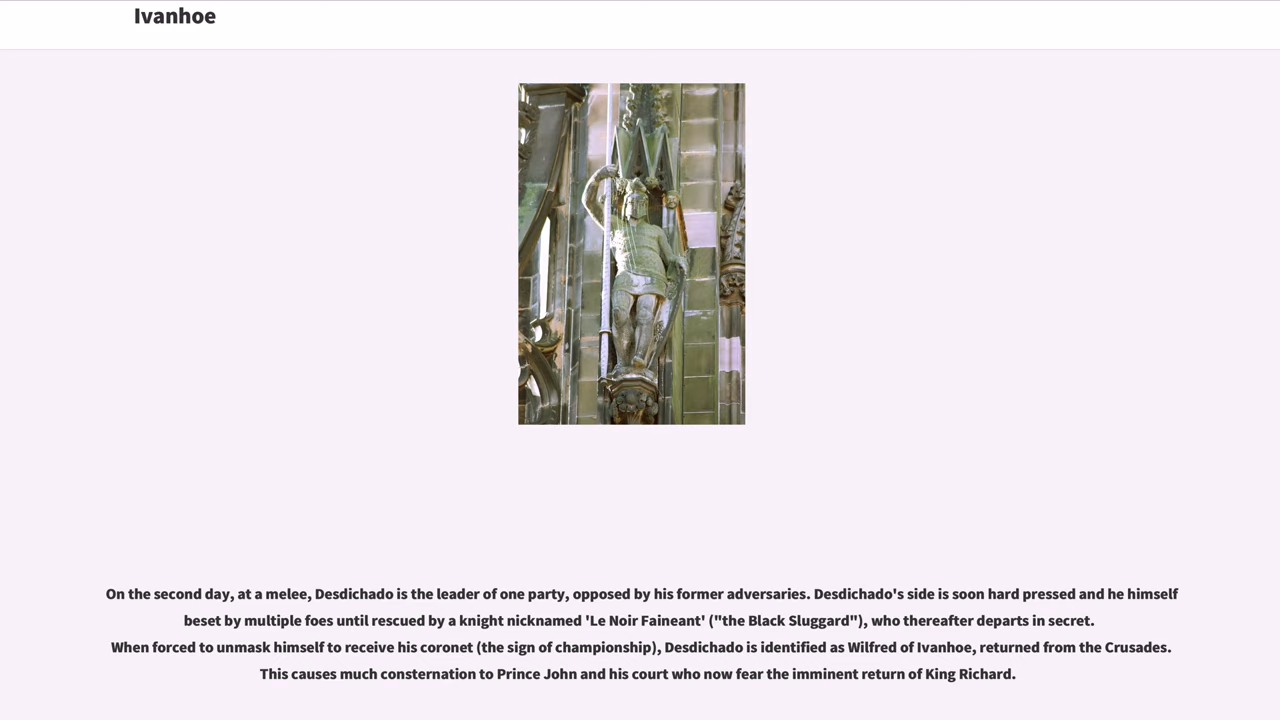 Ivanhoe
On the second day, at a melee, Desdichado is the leader of one party, opposed by his former adversaries. Desdichado's side is soon hard pressed and he himself
beset by multiple foes until rescued by a knight nicknamed 'Le Noir Faineant' ("the Black Sluggard"), who thereafter departs in secret.
When forced to unmask himself to receive his coronet (the sign of championship), Desdichado is identified as Wilfred of Ivanhoe, returned from the Crusades.
This causes much consternation to Prince John and his court who now fear the imminent return of King Richard.